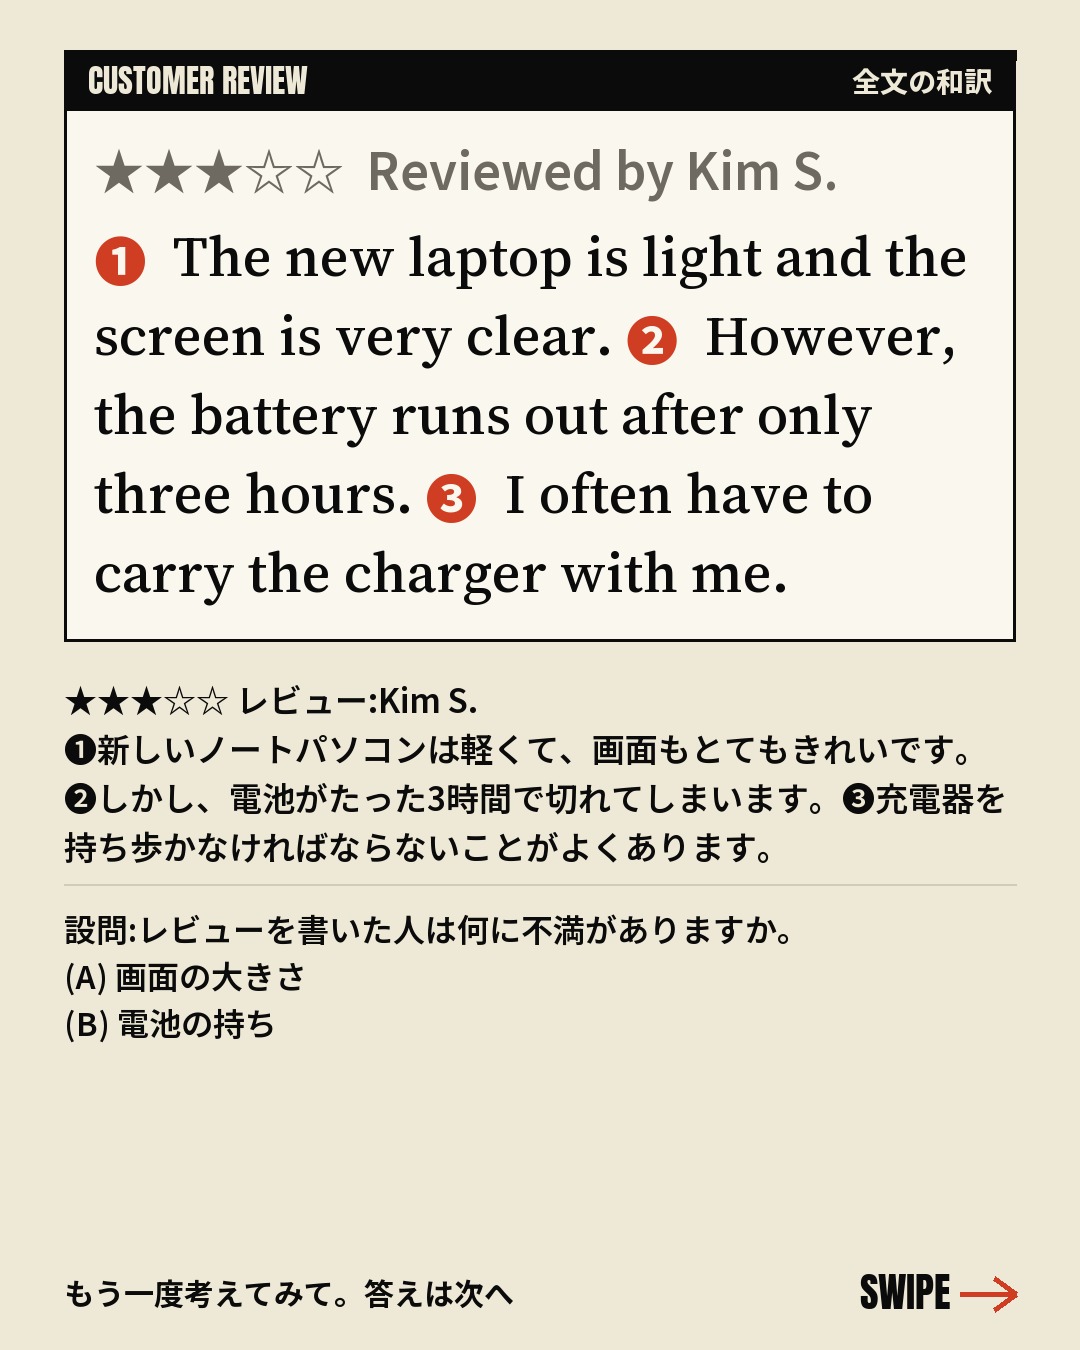 CUSTOMER REVIEW 全文の和訳
★★★☆☆ Reviewed by Kim S.
❶ The new laptop is light and the
screen is very clear. ❷ However,
the battery runs out after only
three hours. ❸ I often have to
carry the charger with me.
★★★☆☆ レビュー:Kim S.
❶新しいノートパソコンは軽くて、画面もとてもきれいです。
❷しかし、電池がたった3時間で切れてしまいます。❸充電器を
持ち歩かなければならないことがよくあります。
設問:レビューを書いた人は何に不満がありますか。
(A) 画面の大きさ
(B) 電池の持ち
もう一度考えてみて。答えは次へ SWIPE →